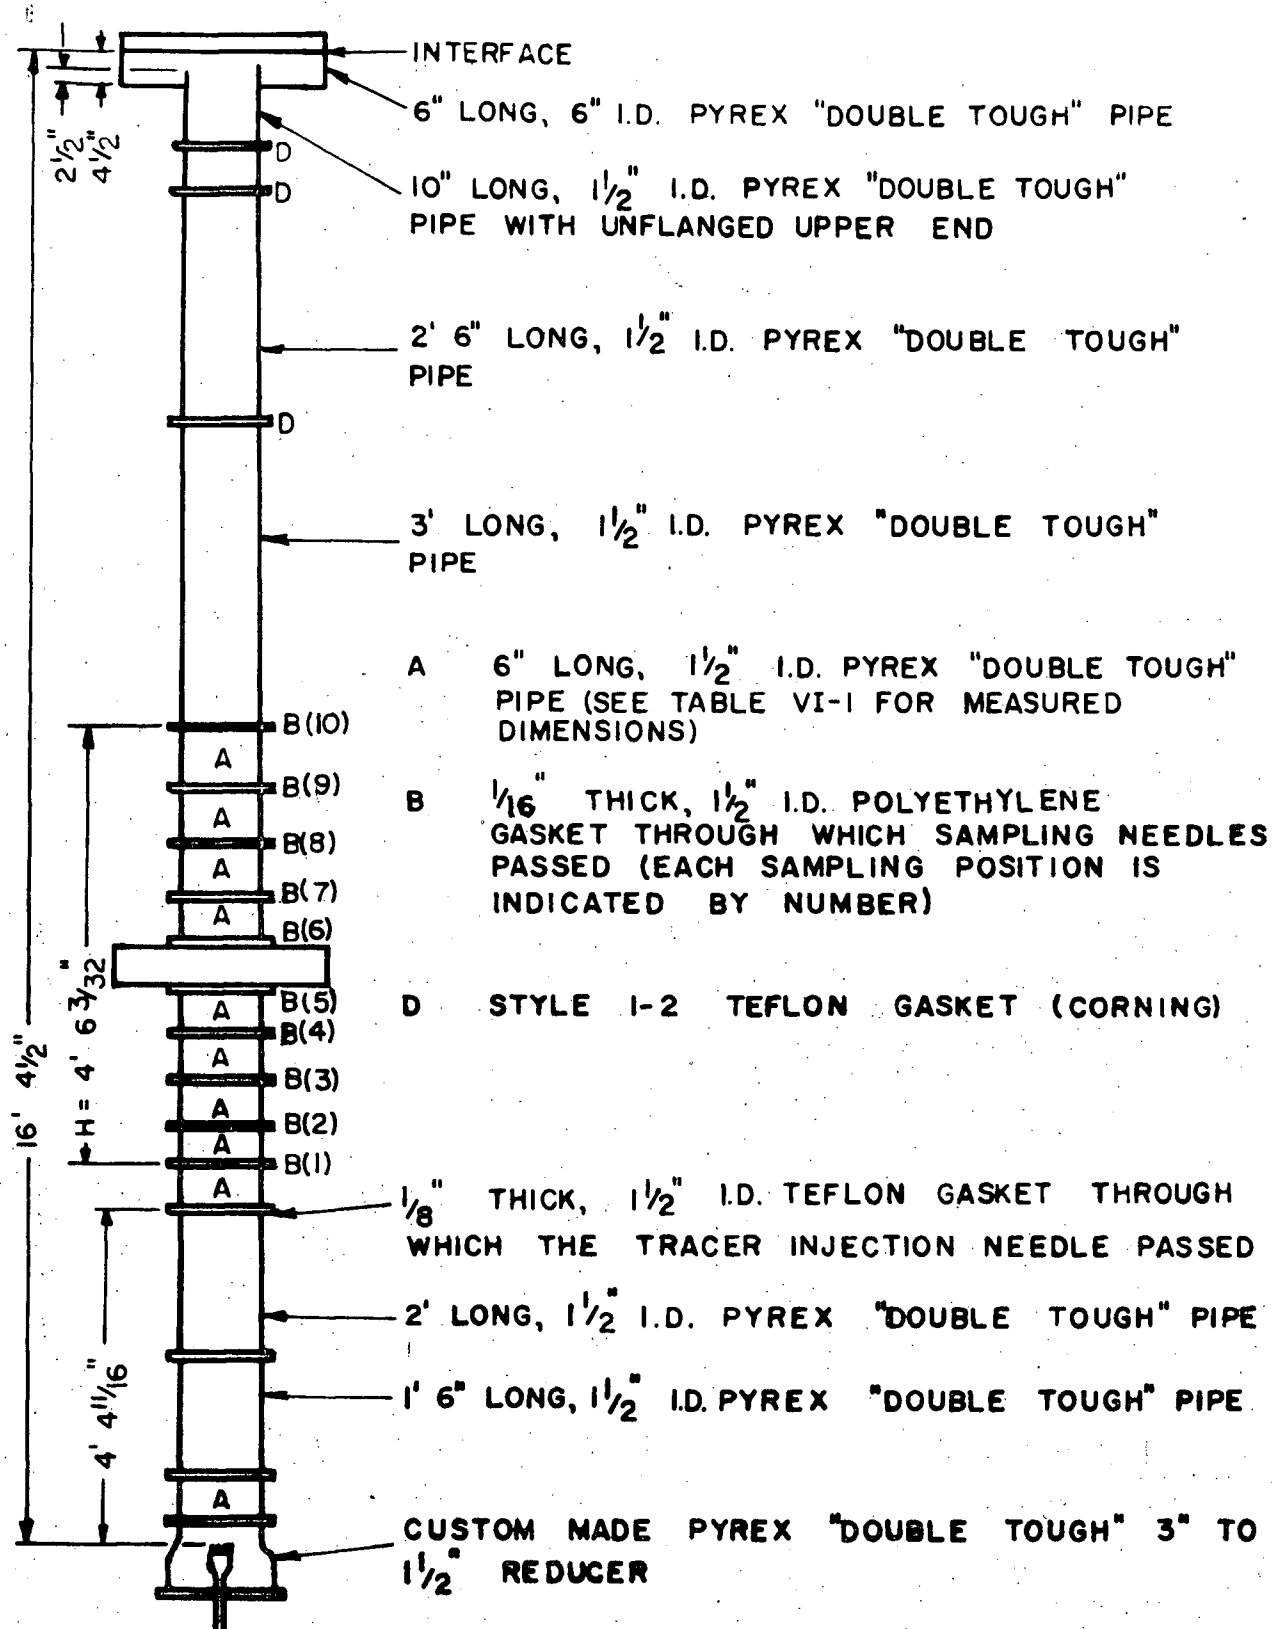 INTERFACE
6" LONG, 6" I.D. PYREX "DOUBLE TOUGH" PIPE
2½"
4½"
D
D
10" LONG, 1½" I.D. PYREX "DOUBLE TOUGH"
PIPE WITH UNFLANGED UPPER END
2' 6" LONG, 1½" I.D. PYREX "DOUBLE TOUGH"
PIPE
D
3' LONG, 1½" I.D. PYREX "DOUBLE TOUGH"
PIPE
A 6" LONG, 1½" I.D. PYREX "DOUBLE TOUGH"
PIPE (SEE TABLE VI-I FOR MEASURED
DIMENSIONS)
B(10)
A
B(9)
A
B(8)
A
B(7)
A
B(6)
B 1/16" THICK, 1½" I.D. POLYETHYLENE
GASKET THROUGH WHICH SAMPLING NEEDLES
PASSED (EACH SAMPLING POSITION IS
INDICATED BY NUMBER)
B(5)
A
B(4)
A
B(3)
A
B(2)
A
B(1)
A
D STYLE 1-2 TEFLON GASKET (CORNING)
16' 4½"
H = 4' 6 3/32"
1/8" THICK, 1½" I.D. TEFLON GASKET THROUGH
WHICH THE TRACER INJECTION NEEDLE PASSED
2' LONG, 1½" I.D. PYREX "DOUBLE TOUGH" PIPE
1' 6" LONG, 1½" I.D. PYREX "DOUBLE TOUGH" PIPE
4' 4 11/16"
A
CUSTOM MADE PYREX "DOUBLE TOUGH" 3" TO
1½" REDUCER